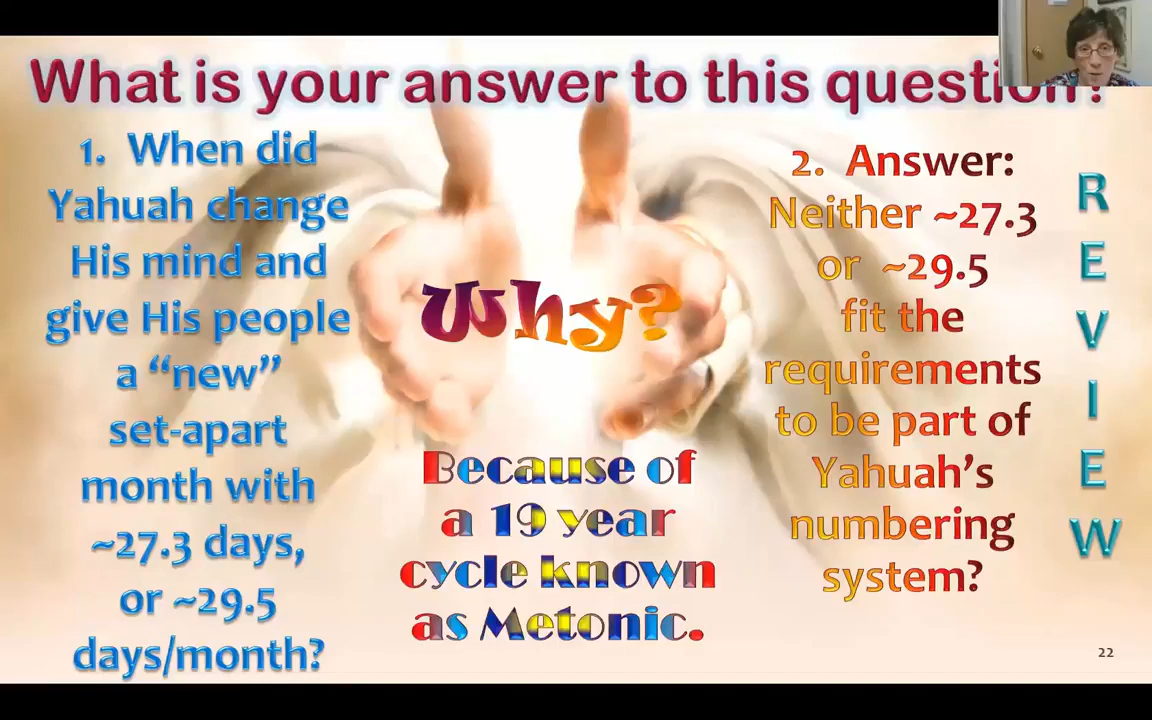 What is your answer to this question?
1. When did
Yahuah change
His mind and
give His people
a “new”
set-apart
month with
~27.3 days,
or ~29.5
days/month?
Why?
Because of
a 19 year
cycle known
as Metonic.
2. Answer:
Neither ~27.3
or ~29.5
fit the
requirements
to be part of
Yahuah’s
numbering
system?
REVIEW
22